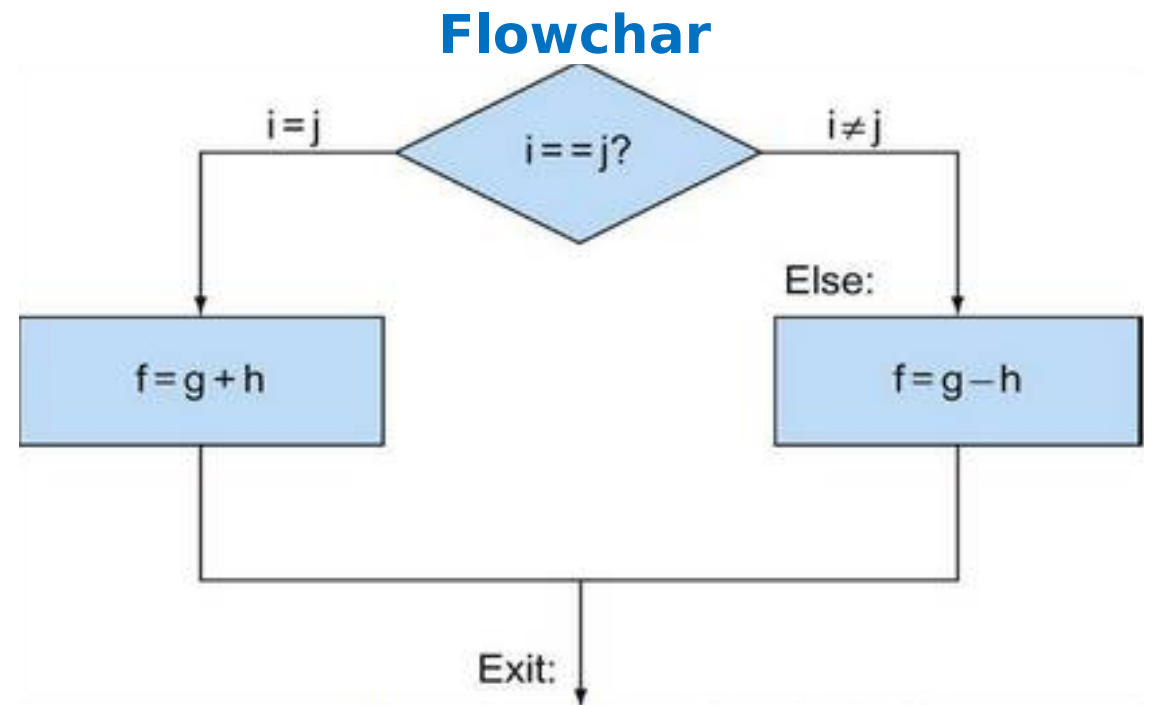 Flowchar
i=j
i==j?
i≠j
Else:
f=g+h
f=g−h
Exit: